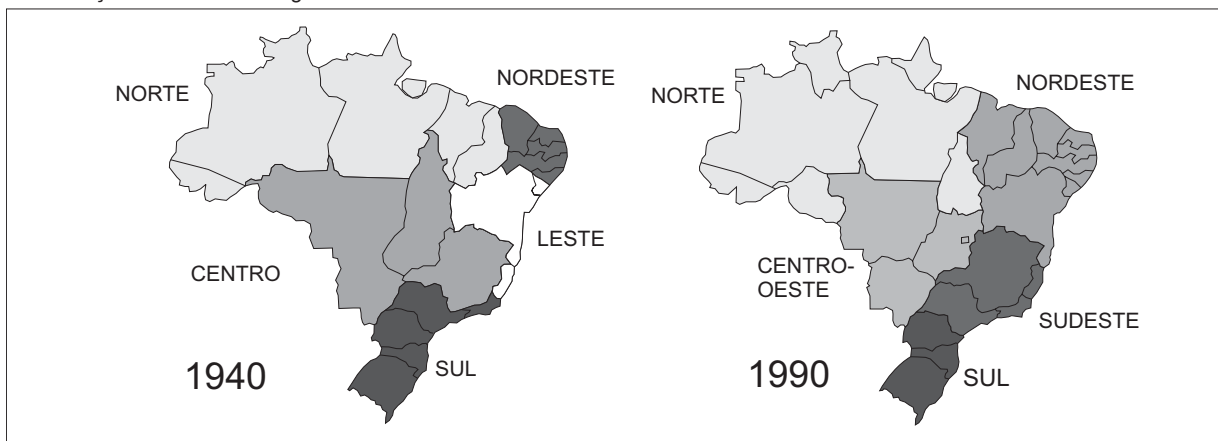 NORTE
NORDESTE
LESTE
CENTRO
SUL
1940
NORTE
NORDESTE
CENTRO-
OESTE
SUDESTE
SUL
1990